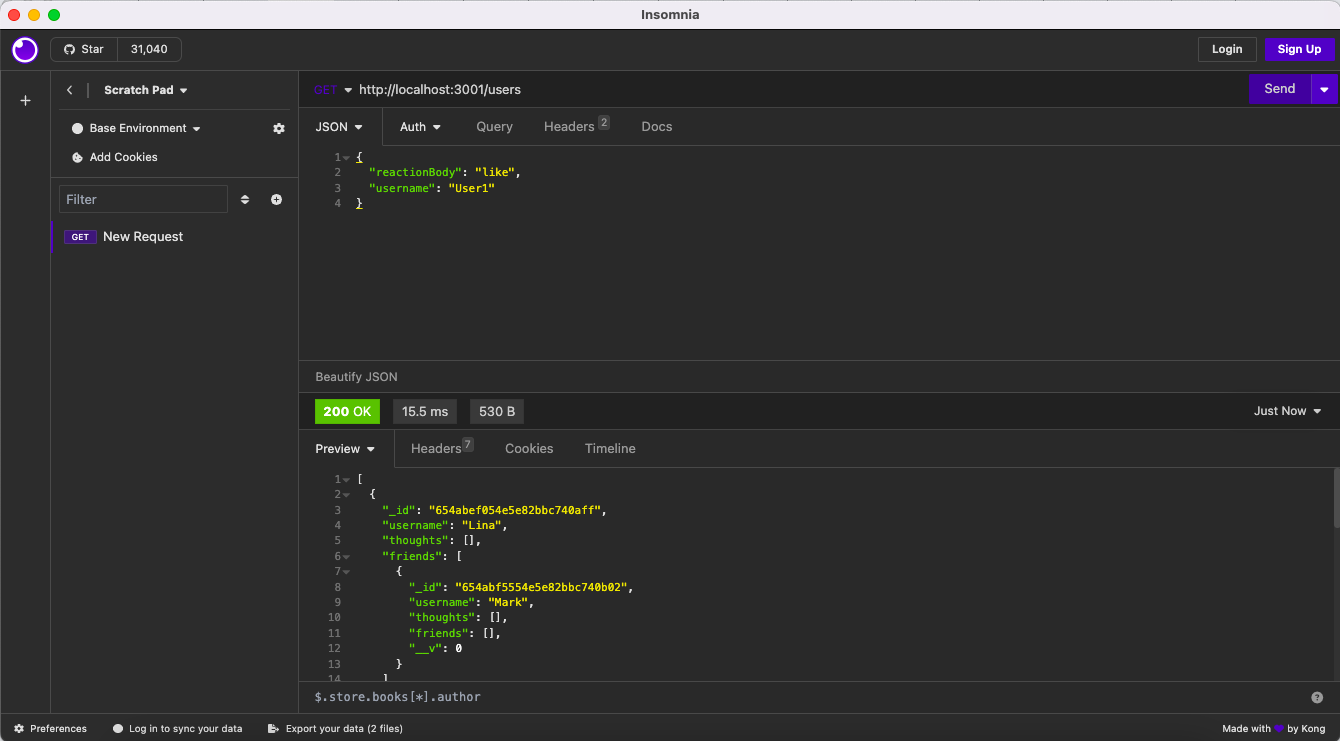 Insomnia
Star 31,040 Login Sign Up
Scratch Pad GET http://localhost:3001/users Send
Base Environment JSON Auth Query Headers 2 Docs
Add Cookies
Filter
GET New Request
1 {
2 "reactionBody": "like",
3 "username": "User1"
4 }
Beautify JSON
200 OK 15.5 ms 530 B Just Now
Preview Headers 7 Cookies Timeline
1 [
2 {
3 "_id": "654abef054e5e82bbc740aff",
4 "username": "Lina",
5 "thoughts": [],
6 "friends": [
7 {
8 "_id": "654abf5554e5e82bbc740b02",
9 "username": "Mark",
10 "thoughts": [],
11 "friends": [],
12 "__v": 0
13 }
14 ]
$.store.books[*].author
Preferences Log in to sync your data Export your data (2 files) Made with by Kong